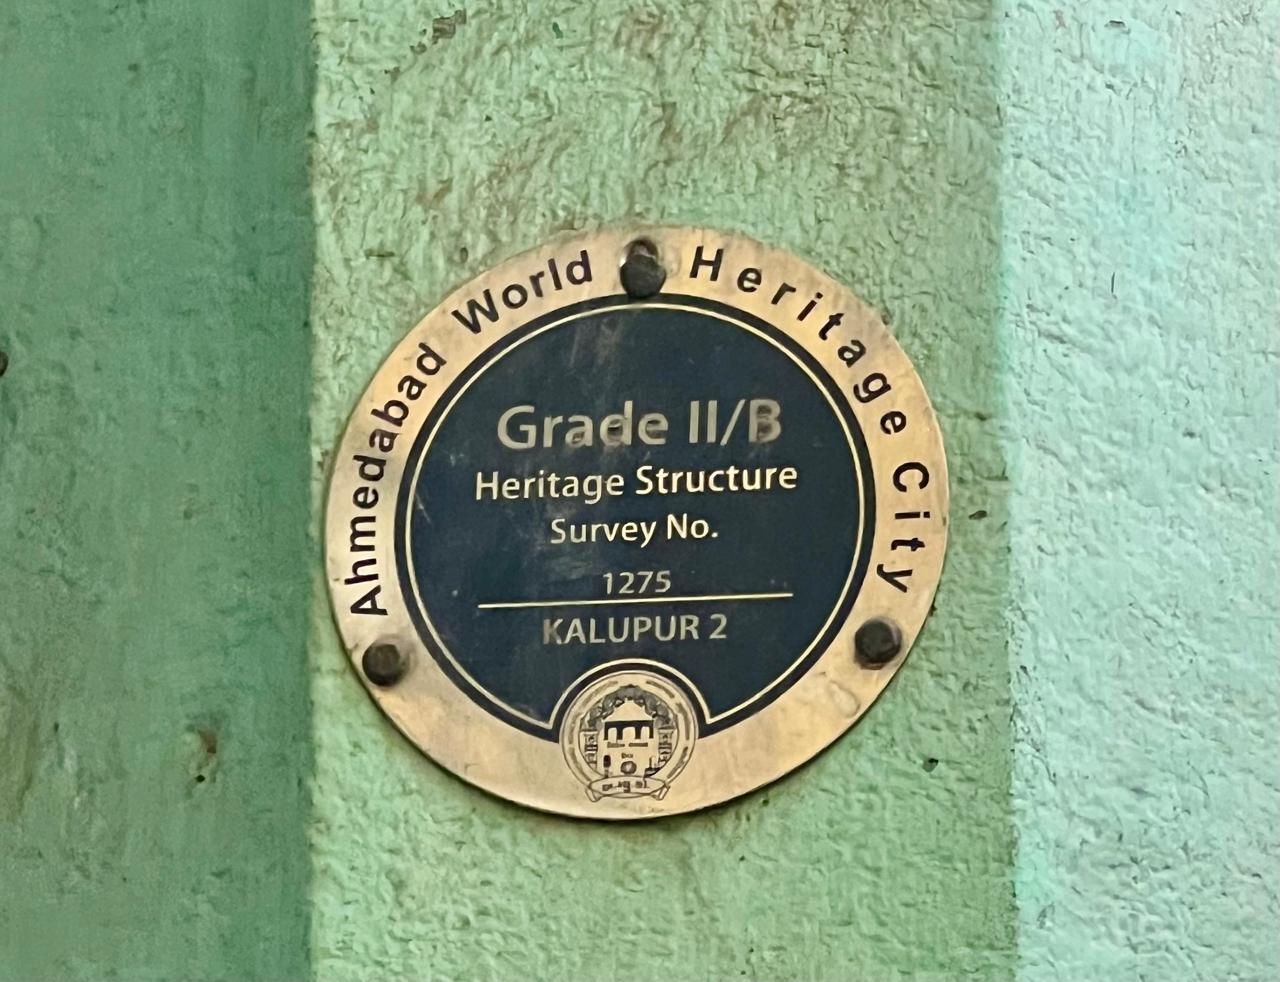 Ahmedabad World Heritage City
Grade II/B
Heritage Structure
Survey No.
1275
KALUPUR 2